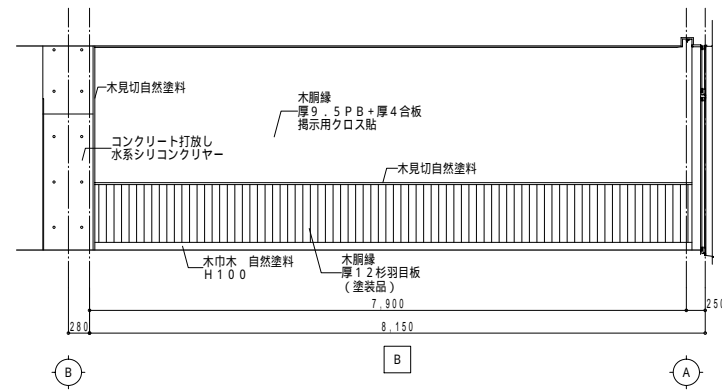 木見切自然塗料
木胴縁
厚9.5PB+厚4合板
掲示用クロス貼
コンクリート打放し
水系シリコンクリヤー
木見切自然塗料
木巾木 自然塗料
H100
木胴縁
厚12杉羽目板
(塗装品)
7,900
250
280
8,150
B
B
A